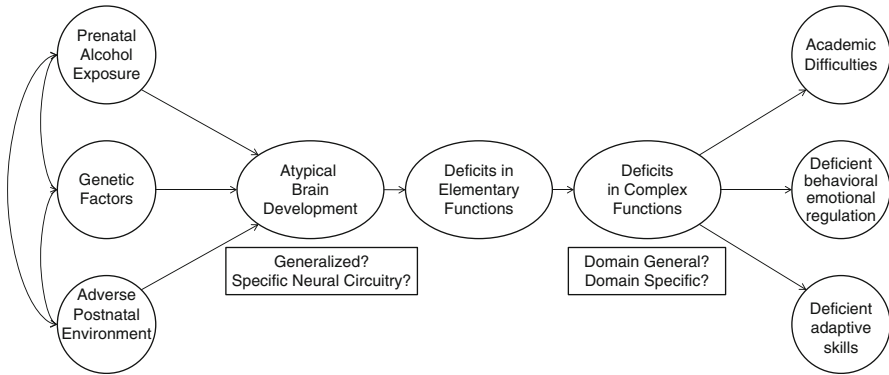 Prenatal
Alcohol
Exposure
Genetic
Factors
Adverse
Postnatal
Environment
Atypical
Brain
Development
Generalized?
Specific Neural Circuitry?
Deficits in
Elementary
Functions
Deficits
in Complex
Functions
Domain General?
Domain Specific?
Academic
Difficulties
Deficient
behavioral
emotional
regulation
Deficient
adaptive
skills